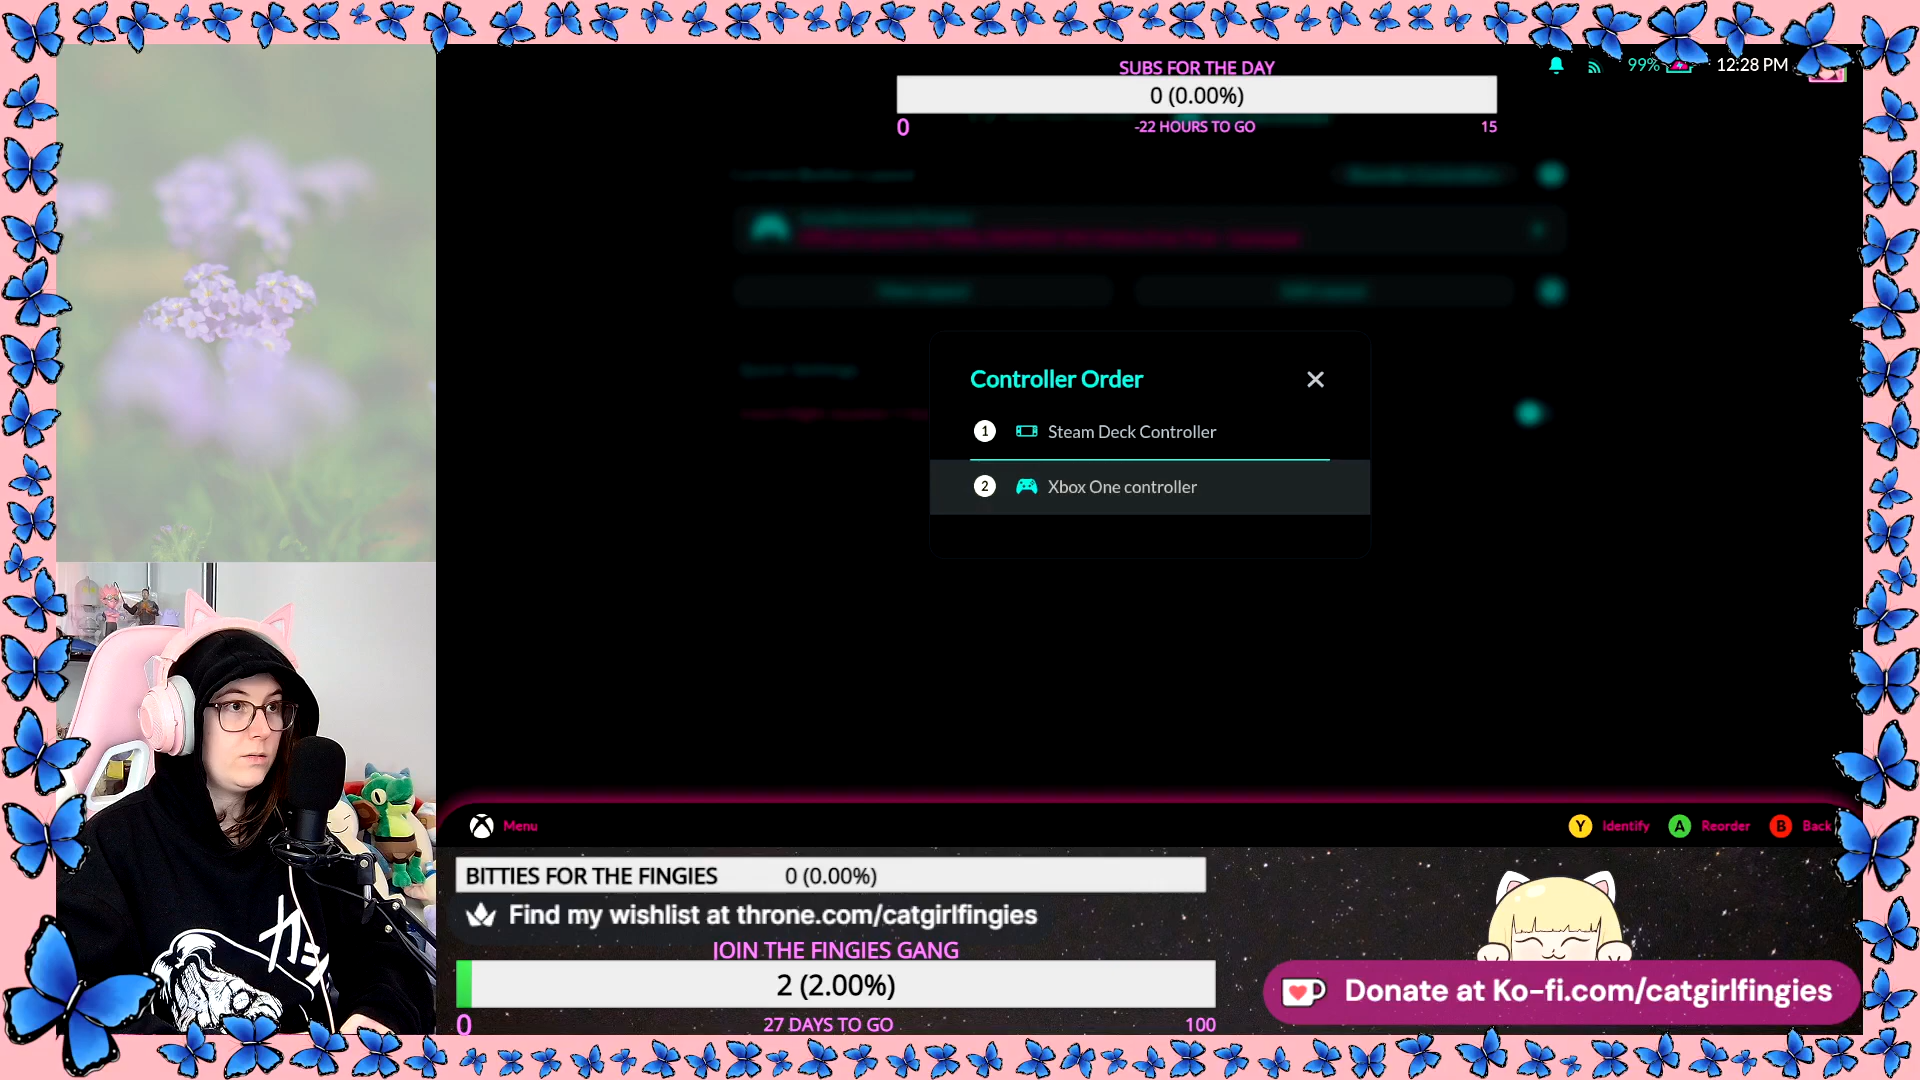 SUBS FOR THE DAY
0 (0.00%)
0 -22 HOURS TO GO 15
99% 12:28 PM
Controller Order
1 Steam Deck Controller
2 Xbox One controller
Menu
Y Identify A Reorder B Back
BITTIES FOR THE FINGIES 0 (0.00%)
Find my wishlist at throne.com/catgirlfingies
JOIN THE FINGIES GANG
2 (2.00%)
0 27 DAYS TO GO 100
Donate at Ko-fi.com/catgirlfingies